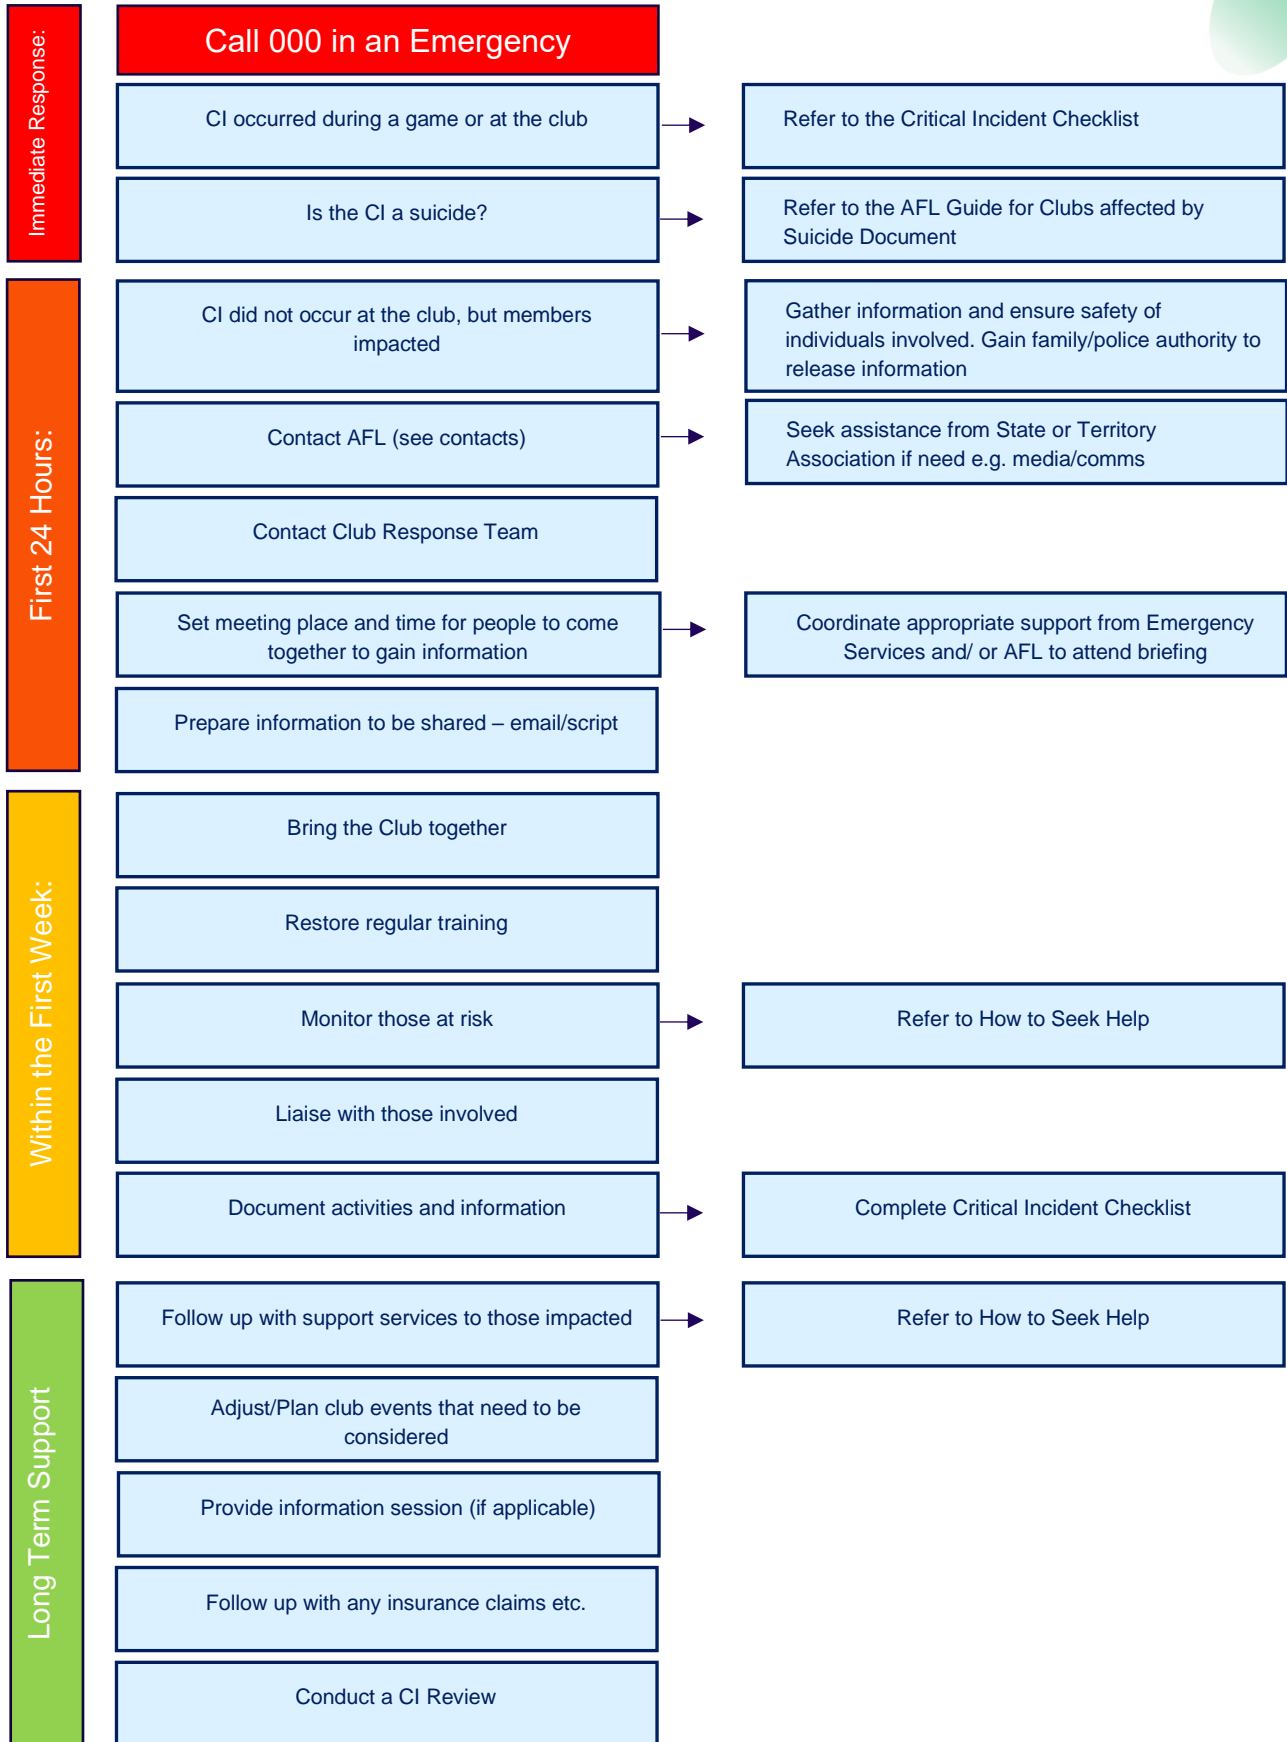 Immediate Response:
Call 000 in an Emergency
CI occurred during a game or at the club
Refer to the Critical Incident Checklist
Is the CI a suicide?
Refer to the AFL Guide for Clubs affected by
Suicide Document
First 24 Hours:
CI did not occur at the club, but members
impacted
Gather information and ensure safety of
individuals involved. Gain family/police authority to
release information
Contact AFL (see contacts)
Seek assistance from State or Territory
Association if need e.g. media/comms
Contact Club Response Team
Set meeting place and time for people to come
together to gain information
Coordinate appropriate support from Emergency
Services and/ or AFL to attend briefing
Prepare information to be shared – email/script
Within the First Week:
Bring the Club together
Restore regular training
Monitor those at risk
Refer to How to Seek Help
Liaise with those involved
Document activities and information
Complete Critical Incident Checklist
Long Term Support
Follow up with support services to those impacted
Refer to How to Seek Help
Adjust/Plan club events that need to be
considered
Provide information session (if applicable)
Follow up with any insurance claims etc.
Conduct a CI Review